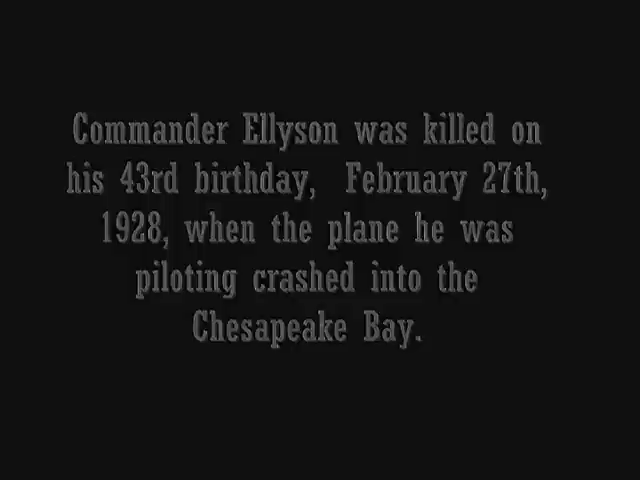 Commander Ellyson was killed on
his 43rd birthday, February 27th,
1928, when the plane he was
piloting crashed into the
Chesapeake Bay.